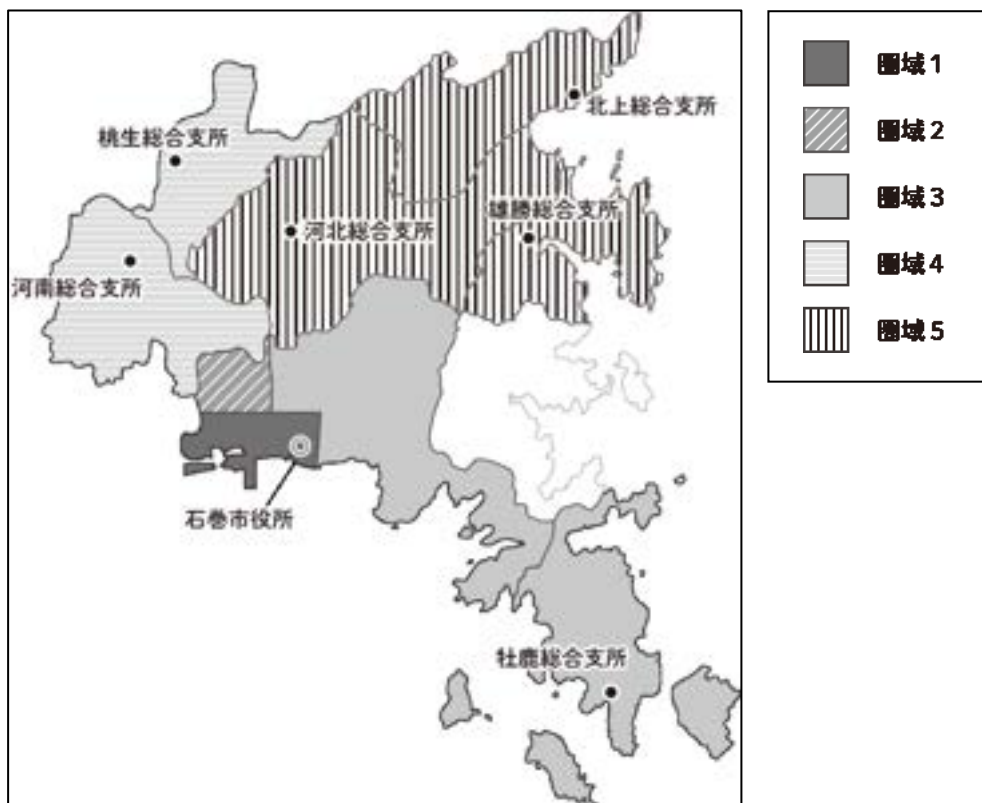 北上総合支所
桃生総合支所
雄勝総合支所
河北総合支所
河南総合支所
石巻市役所
牡鹿総合支所
圏域1
圏域2
圏域3
圏域4
圏域5